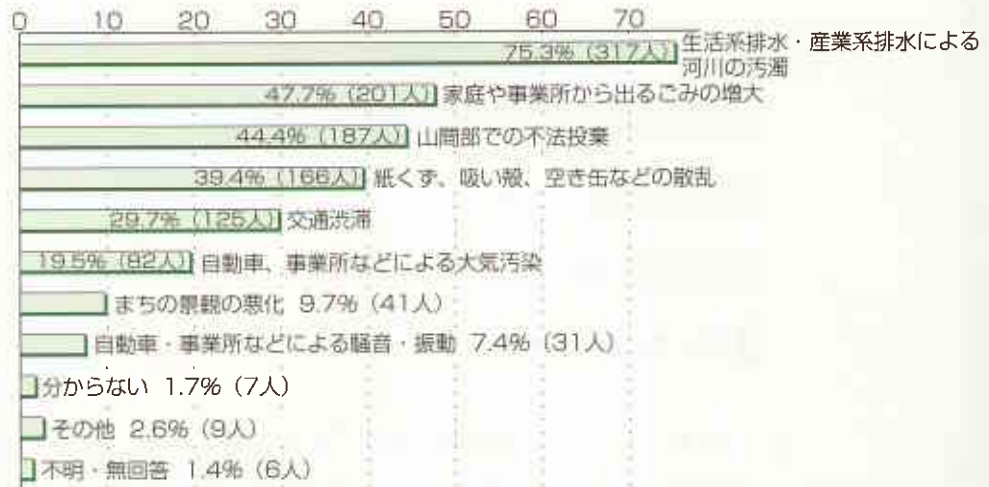 0 10 20 30 40 50 60 70
75.3%（317人） 生活系排水・産業系排水による
河川の汚濁
47.7%（201人） 家庭や事業所から出るごみの増大
44.4%（187人） 山間部での不法投棄
39.4%（166人） 紙くず、吸い殻、空き缶などの散乱
29.7%（125人） 交通渋滞
19.5%（82人） 自動車、事業所などによる大気汚染
まちの景観の悪化 9.7%（41人）
自動車・事業所などによる騒音・振動 7.4%（31人）
分からない 1.7%（7人）
その他 2.6%（9人）
不明・無回答 1.4%（6人）